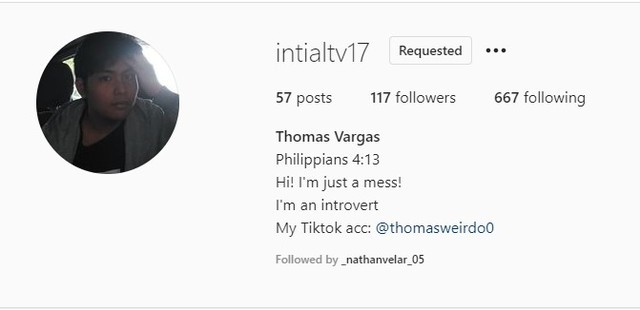 intialtv17 Requested •••
57 posts 117 followers 667 following
Thomas Vargas
Philippians 4:13
Hi! I'm just a mess!
I'm an introvert
My Tiktok acc: @thomasweirdo0
Followed by _nathanvelar_05